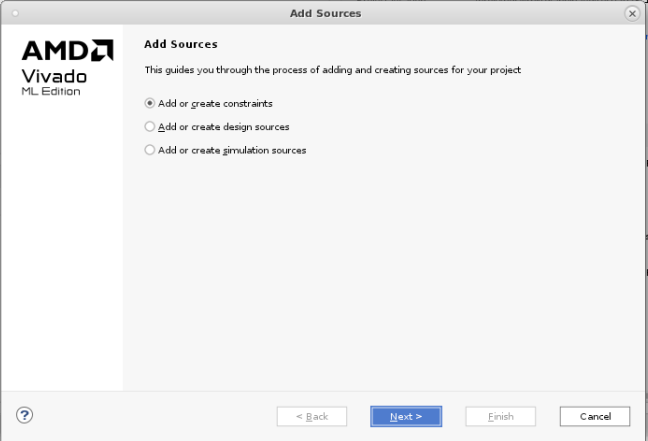 Add Sources
AMD
Vivado
ML Edition
Add Sources
This guides you through the process of adding and creating sources for your project
Add or create constraints
Add or create design sources
Add or create simulation sources
?
< Back
Next >
Finish
Cancel